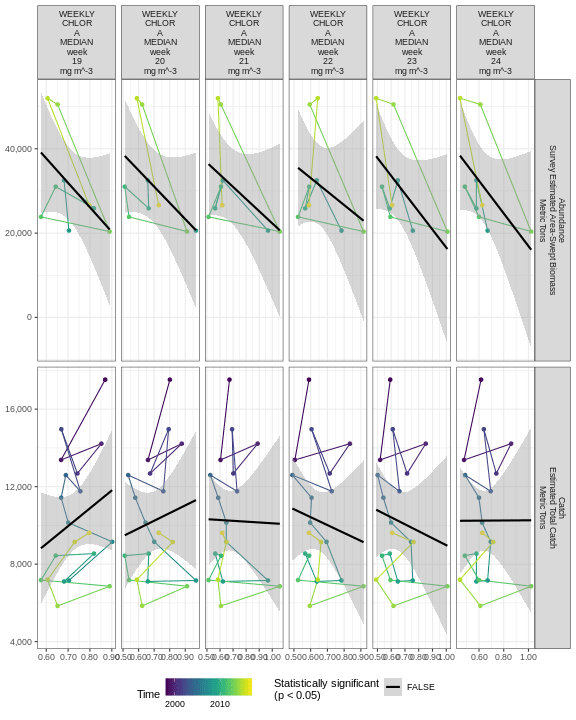 WEEKLY
CHLOR
A
MEDIAN
week
19
mg m^-3
WEEKLY
CHLOR
A
MEDIAN
week
20
mg m^-3
WEEKLY
CHLOR
A
MEDIAN
week
21
mg m^-3
WEEKLY
CHLOR
A
MEDIAN
week
22
mg m^-3
WEEKLY
CHLOR
A
MEDIAN
week
23
mg m^-3
WEEKLY
CHLOR
A
MEDIAN
week
24
mg m^-3
40,000
20,000
0
Abundance
Survey Estimated Area-Swept Biomass
Metric Tons
16,000
12,000
8,000
4,000
Catch
Estimated Total Catch
Metric Tons
0.60 0.70 0.80 0.90
0.50 0.60 0.70 0.80 0.90
0.50 0.60 0.70 0.80 0.90 1.00
0.50 0.60 0.70 0.80 0.90
0.50 0.60 0.70 0.80 0.90 1.00
0.60 0.80 1.00
Time
2000 2010
Statistically significant
(p < 0.05)
FALSE